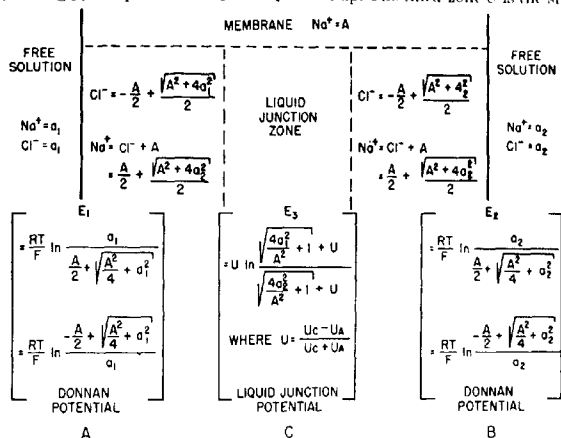 MEMBRANE Na⁺=A
FREE SOLUTION
Na⁺=a₁
Cl⁻=a₁
Cl⁻=-A/2+√(A²+4a₁²)/2
Na⁺=Cl⁻+A
=A/2+√(A²+4a₂²)/2
LIQUID JUNCTION ZONE
Cl⁻=-A/2+√(A²+4₂²)/2
Na⁺=Cl⁻+A
=A/2+√(A²+4a₂²)/2
FREE SOLUTION
Na⁺=a₂
Cl⁻=a₂
E₁
=RT/F ln a₁/(A/2+√(A²/4+a₁²))
=RT/F ln (-A/2+√(A²/4+a₁²))/a₁
DONNAN POTENTIAL
A
E₃
=U ln (√(4a₁²/A²+1)+U)/(√(4a₂²/A²+1)+U)
WHERE U=(Uc-UA)/(Uc+UA)
LIQUID JUNCTION POTENTIAL
C
E₂
=RT/F ln a₂/(A/2+√(A²/4+a₂²))
=RT/F ln (-A/2+√(A²/4+a₂²))/a₂
DONNAN POTENTIAL
B